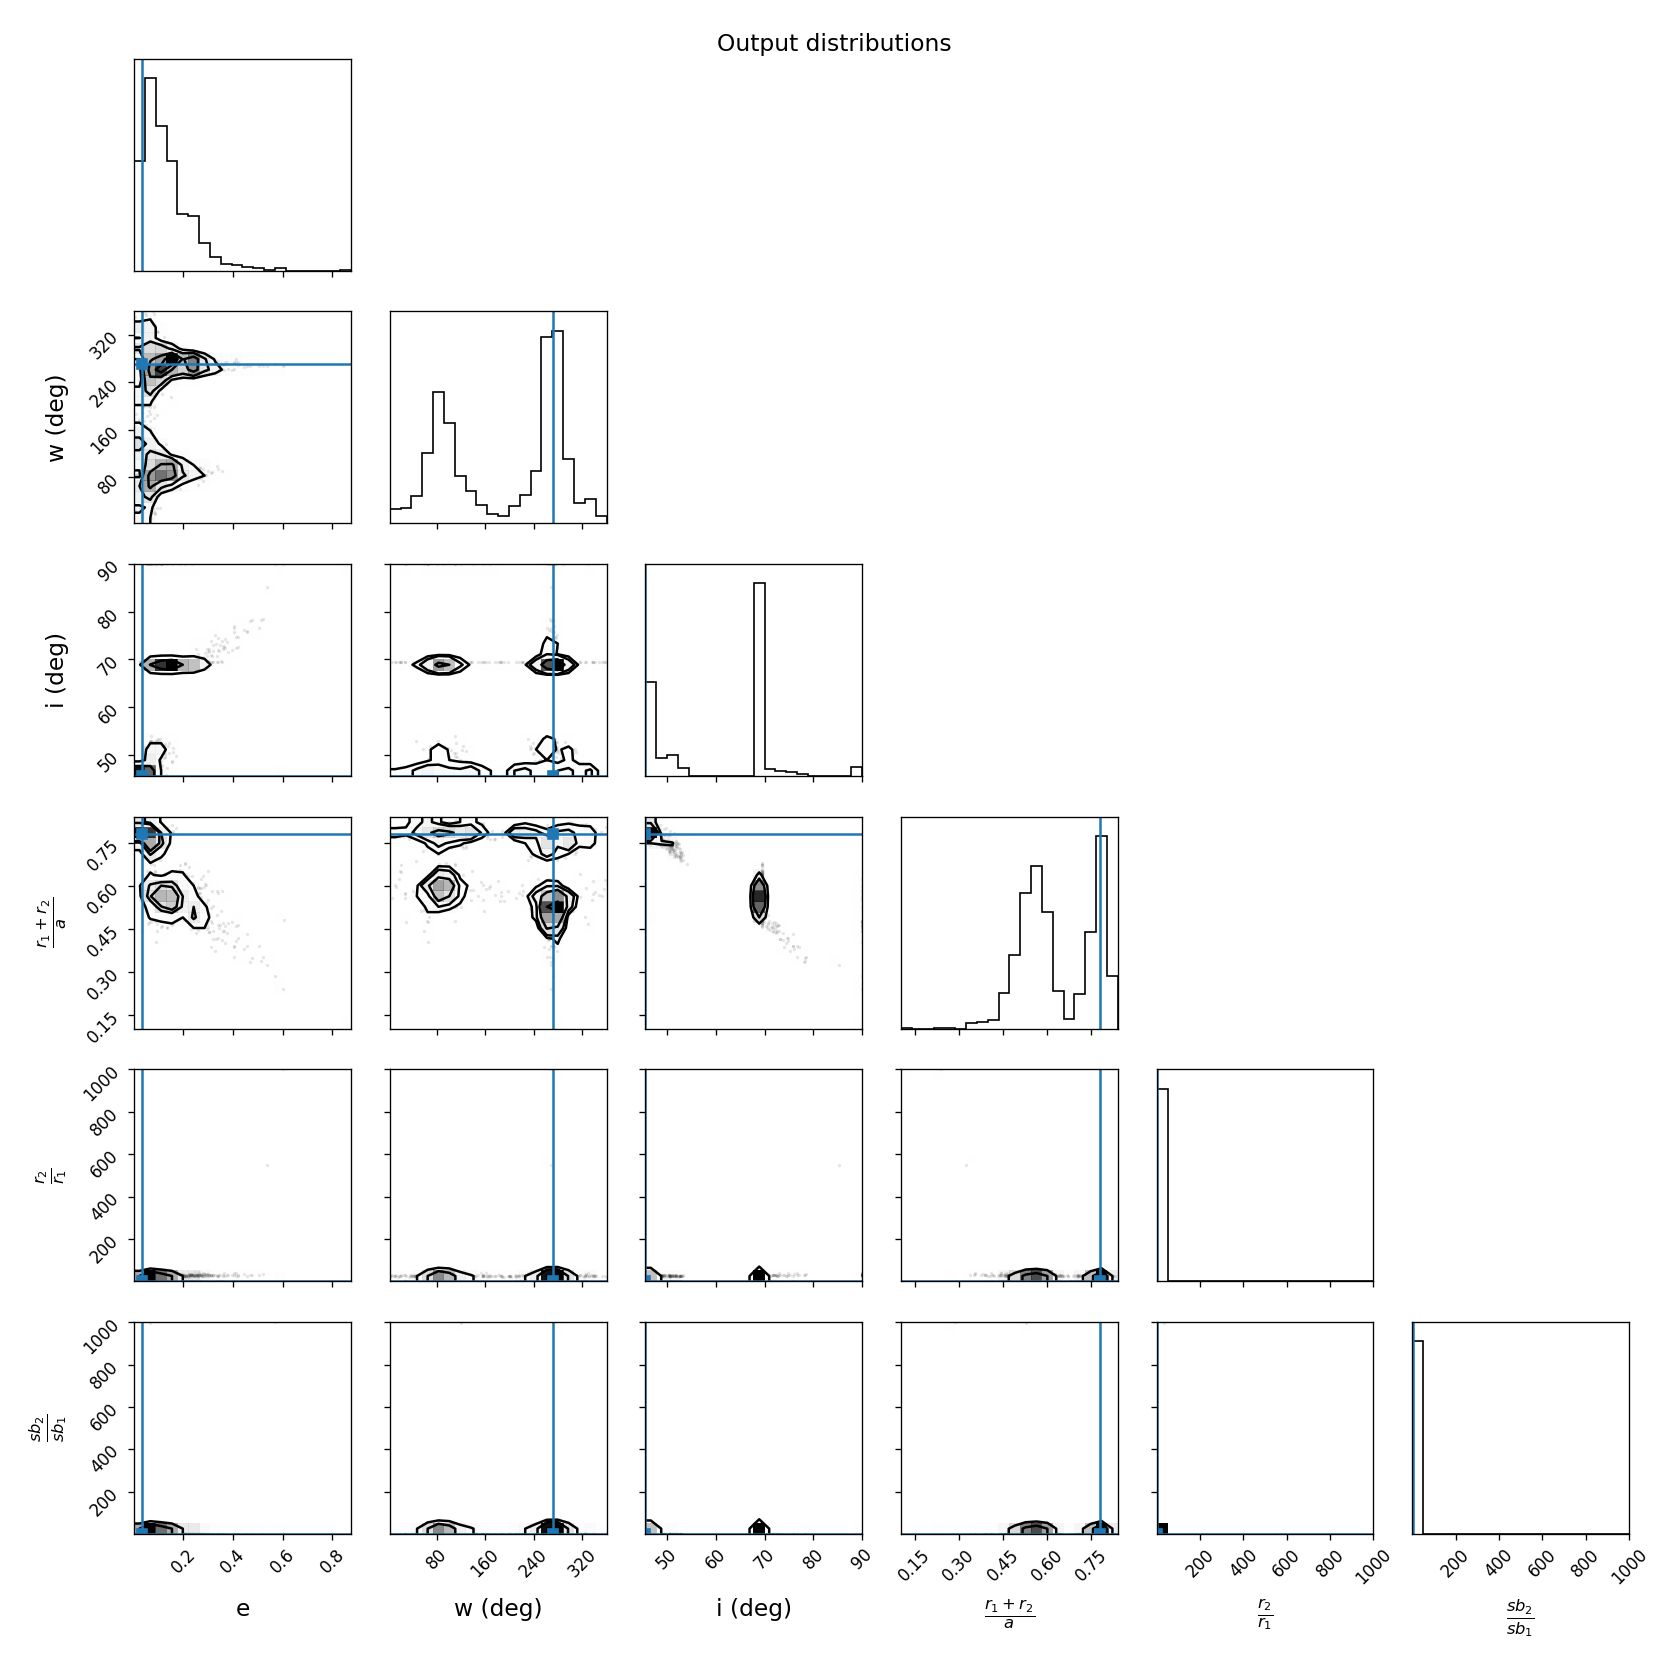 Output distributions
w (deg)
320
240
160
80
i (deg)
90
80
70
60
50
r₁ + r₂
a
0.75
0.60
0.45
0.30
0.15
r₂
r₁
1000
800
600
400
200
sb₂
sb₁
1000
800
600
400
200
0.2 0.4 0.6 0.8 80 160 240 320 50 60 70 80 90 0.15 0.30 0.45 0.60 0.75 200 400 600 800 1000 200 400 600 800 1000
e w (deg) i (deg) r₁ + r₂ r₂ sb₂
a r₁ sb₁